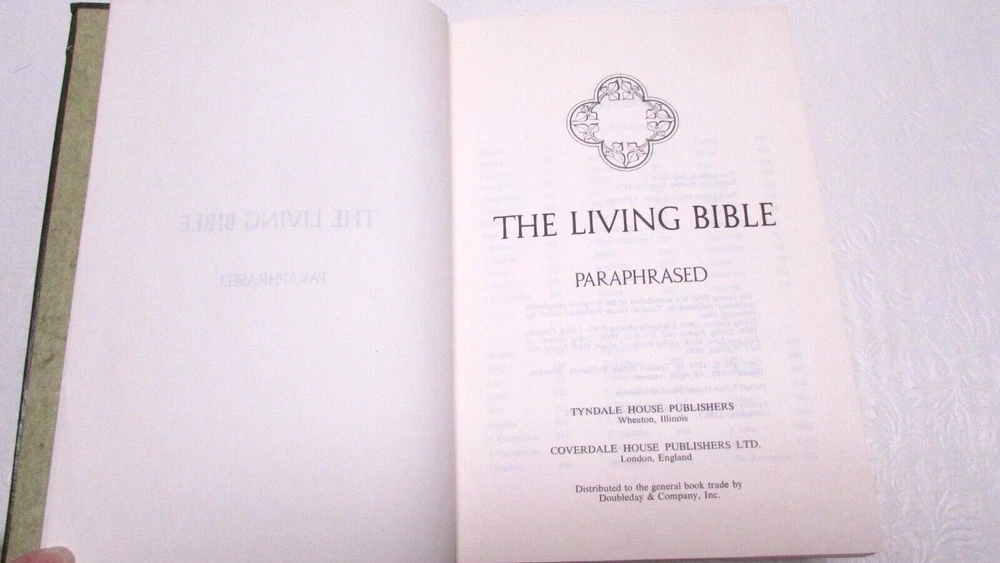 THE LIVING BIBLE
PARAPHRASED
TYNDALE HOUSE PUBLISHERS
Wheaton, Illinois
COVERDALE HOUSE PUBLISHERS LTD.
London, England
Distributed to the general book trade by
Doubleday & Company, Inc.